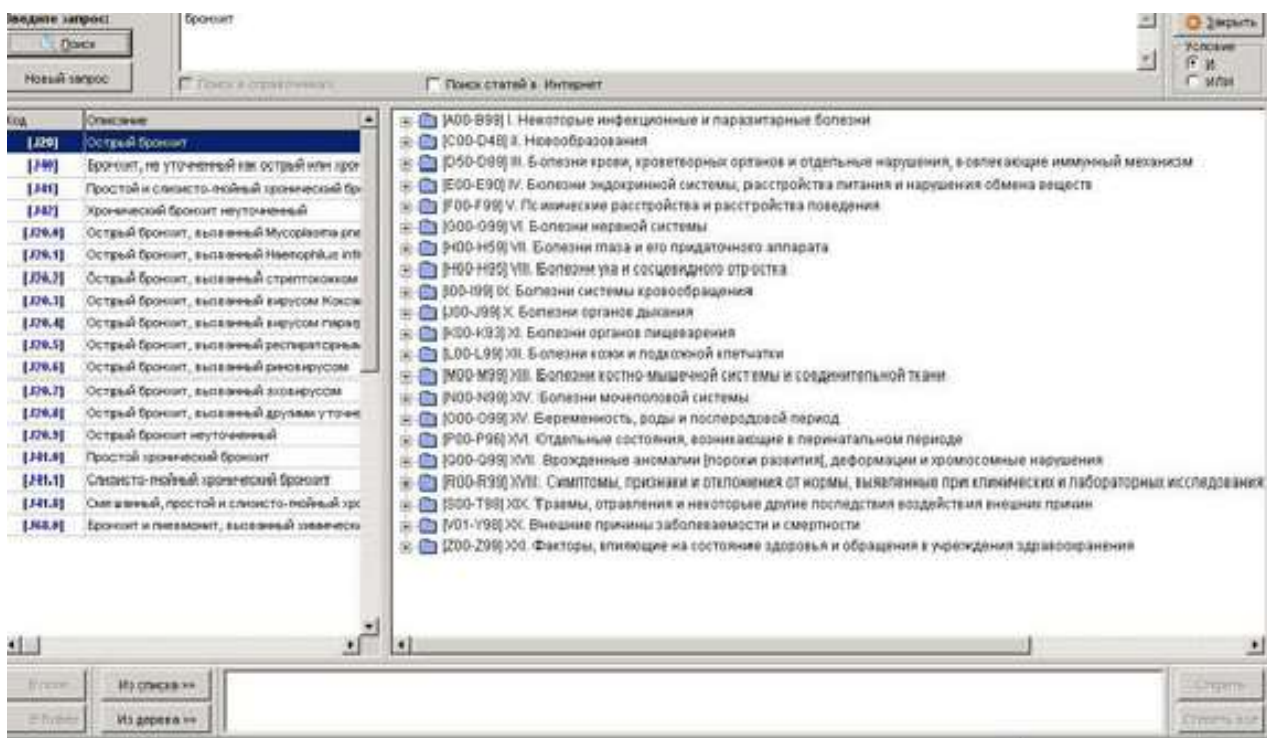 Введите запрос:
бронхит
Поиск
Новый запрос
Поиск в справочниках
Поиск статей в Интернет
Закрыть
Условие
И
ИЛИ
Код Описание
[J20] Острый бронхит
[J40] Бронхит, не уточненный как острый или хрон
[J41] Простой и слизисто-гнойный хронический бро
[J42] Хронический бронхит неуточненный
[J20.0] Острый бронхит, вызванный Mycoplasma pne
[J20.1] Острый бронхит, вызванный Haemophilus infl
[J20.2] Острый бронхит, вызванный стрептококком
[J20.3] Острый бронхит, вызванный вирусом Коксак
[J20.4] Острый бронхит, вызванный вирусом параг
[J20.5] Острый бронхит, вызванный респираторным
[J20.6] Острый бронхит, вызванный риновирусом
[J20.7] Острый бронхит, вызванный эховирусом
[J20.8] Острый бронхит, вызванный другими уточне
[J20.9] Острый бронхит неуточненный
[J41.0] Простой хронический бронхит
[J41.1] Слизисто-гнойный хронический бронхит
[J41.8] Смешанный, простой и слизисто-гнойный хро
[J68.0] Бронхит и пневмонит, вызванный химически
[A00-B99] I. Некоторые инфекционные и паразитарные болезни
[C00-D48] II. Новообразования
[D50-D89] III. Болезни крови, кроветворных органов и отдельные нарушения, вовлекающие иммунный механизм
[E00-E90] IV. Болезни эндокринной системы, расстройства питания и нарушения обмена веществ
[F00-F99] V. Психические расстройства и расстройства поведения
[G00-G99] VI. Болезни нервной системы
[H00-H59] VII. Болезни глаза и его придаточного аппарата
[H60-H95] VIII. Болезни уха и сосцевидного отростка
[I00-I99] IX. Болезни системы кровообращения
[J00-J99] X. Болезни органов дыхания
[K00-K93] XI. Болезни органов пищеварения
[L00-L99] XII. Болезни кожи и подкожной клетчатки
[M00-M99] XIII. Болезни костно-мышечной системы и соединительной ткани
[N00-N99] XIV. Болезни мочеполовой системы
[O00-O99] XV. Беременность, роды и послеродовой период
[P00-P96] XVI. Отдельные состояния, возникающие в перинатальном периоде
[Q00-Q99] XVII. Врожденные аномалии [пороки развития], деформации и хромосомные нарушения
[R00-R99] XVIII. Симптомы, признаки и отклонения от нормы, выявленные при клинических и лабораторных исследования
[S00-T98] XIX. Травмы, отравления и некоторые другие последствия воздействия внешних причин
[V01-Y98] XX. Внешние причины заболеваемости и смертности
[Z00-Z99] XXI. Факторы, влияющие на состояние здоровья и обращения в учреждения здравоохранения
Из списка >>
Из дерева >>